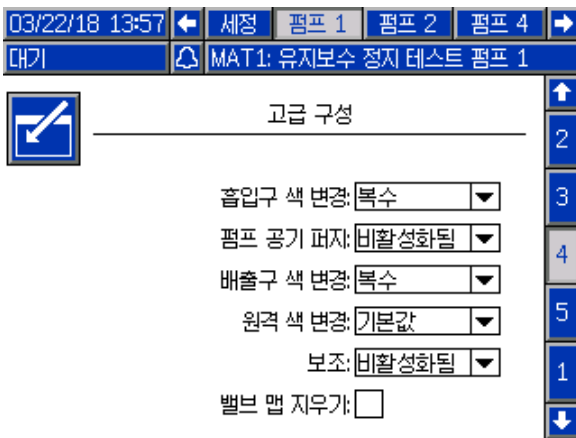 03/22/18 13:57 세정 펌프 1 펌프 2 펌프 4
대기 MAT1: 유지보수 정지 테스트 펌프 1
고급 구성
2
흡입구 색 변경: 복수
3
펌프 공기 퍼지: 비활성화됨
4
배출구 색 변경: 복수
원격 색 변경: 기본값
5
보조: 비활성화됨
1
밸브 맵 지우기: